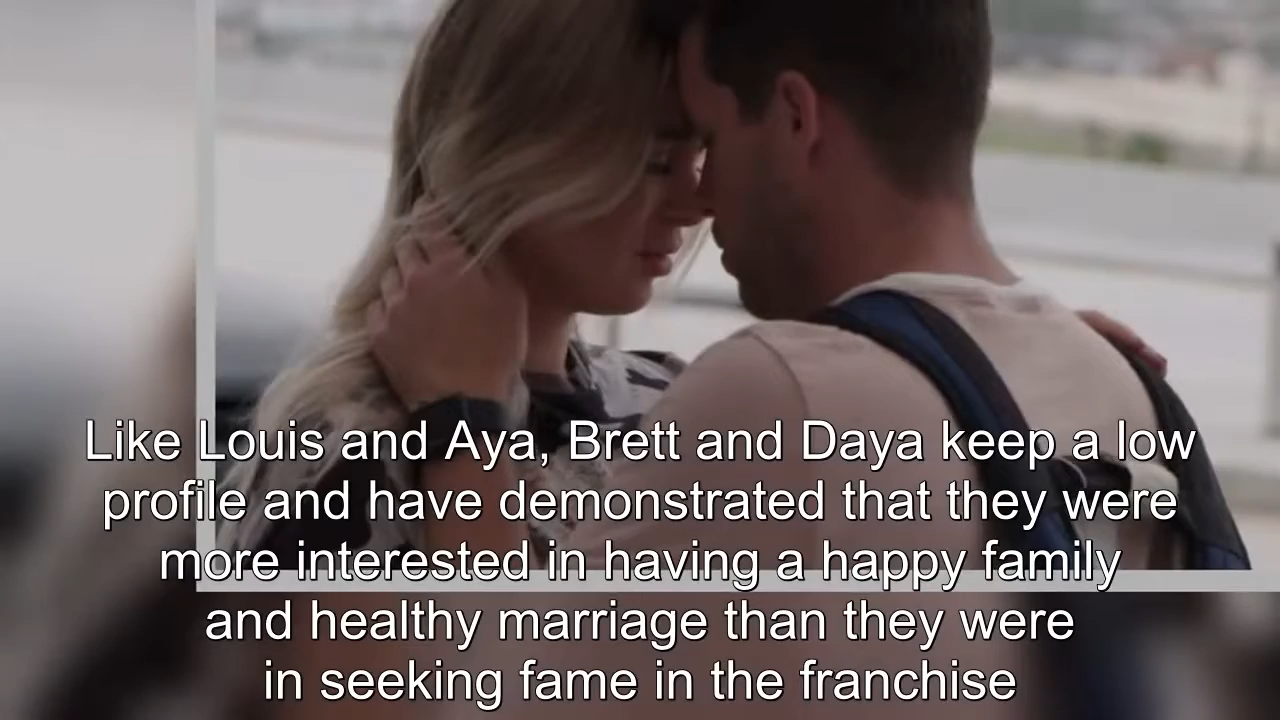 Like Louis and Aya, Brett and Daya keep a low
profile and have demonstrated that they were
more interested in having a happy family
and healthy marriage than they were
in seeking fame in the franchise